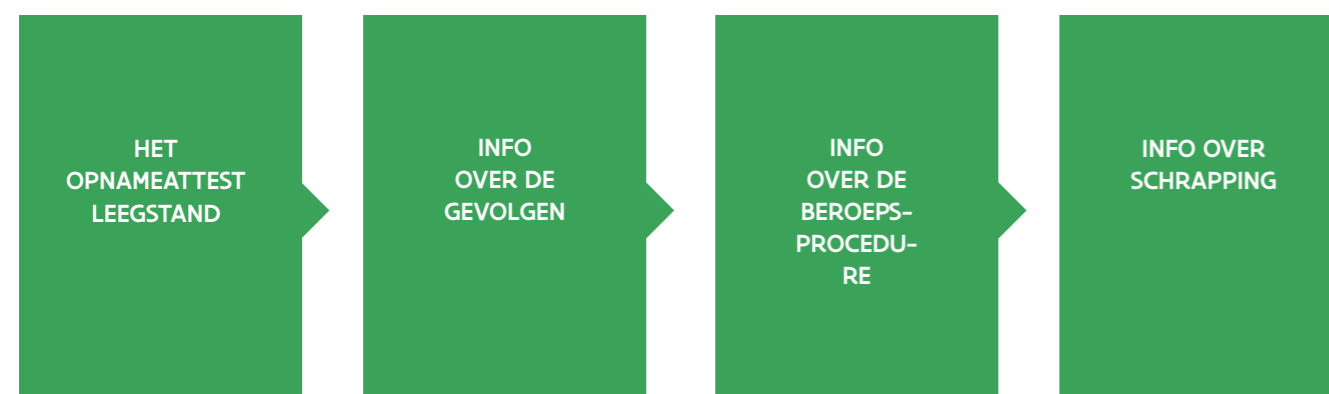 HET
OPNAMEATTEST
LEEGSTAND
INFO
OVER DE
GEVOLGEN
INFO
OVER DE
BEROEPS-
PROCEDU-
RE
INFO OVER
SCHRAPPING